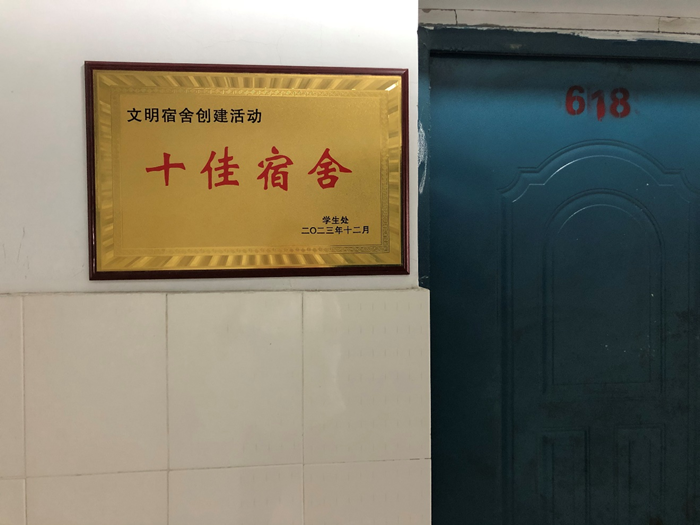 文明宿舍创建活动
十佳宿舍
学生处
二〇二三年十二月
618